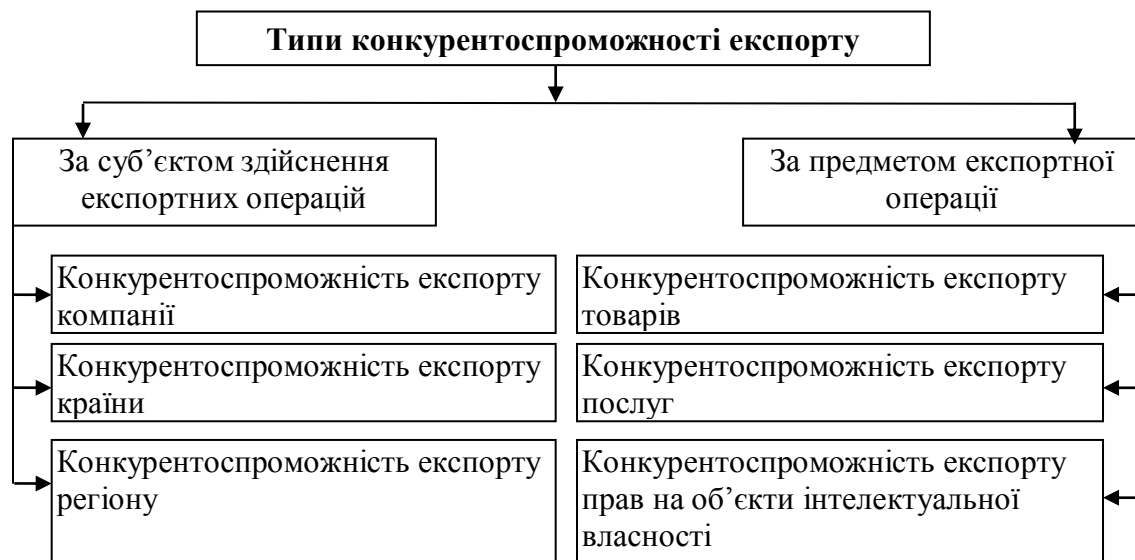 Типи конкурентоспроможності експорту
За суб’єктом здійснення
експортних операцій
За предметом експортної
операції
Конкурентоспроможність експорту
компанії
Конкурентоспроможність експорту
країни
Конкурентоспроможність експорту
регіону
Конкурентоспроможність експорту
товарів
Конкурентоспроможність експорту
послуг
Конкурентоспроможність експорту
прав на об’єкти інтелектуальної
власності